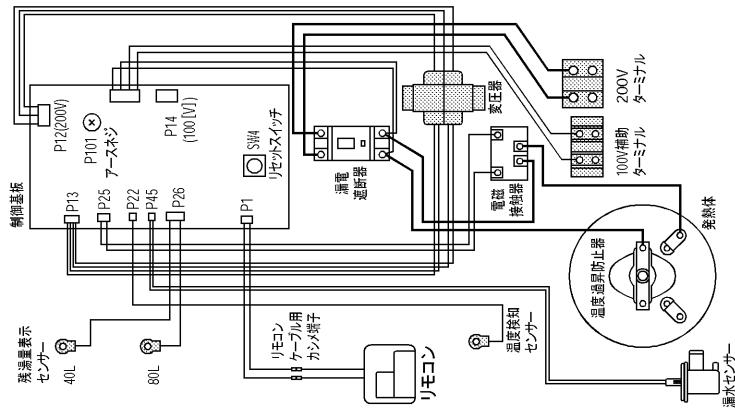 制御基板
P12(200V)
P101
アースネジ
P14
(100[V])
SW4
リセットスイッチ
P13
P25
P22
P45
P26
P1
残湯量表示
センサー
40L
80L
リモコン
ケーブル用
カシメ端子
リモコン
漏電
遮断器
変圧器
電磁
接触器
200V
ターミナル
100V補助
ターミナル
温度検知
センサー
温度過昇防止器
発熱体
漏水センサー